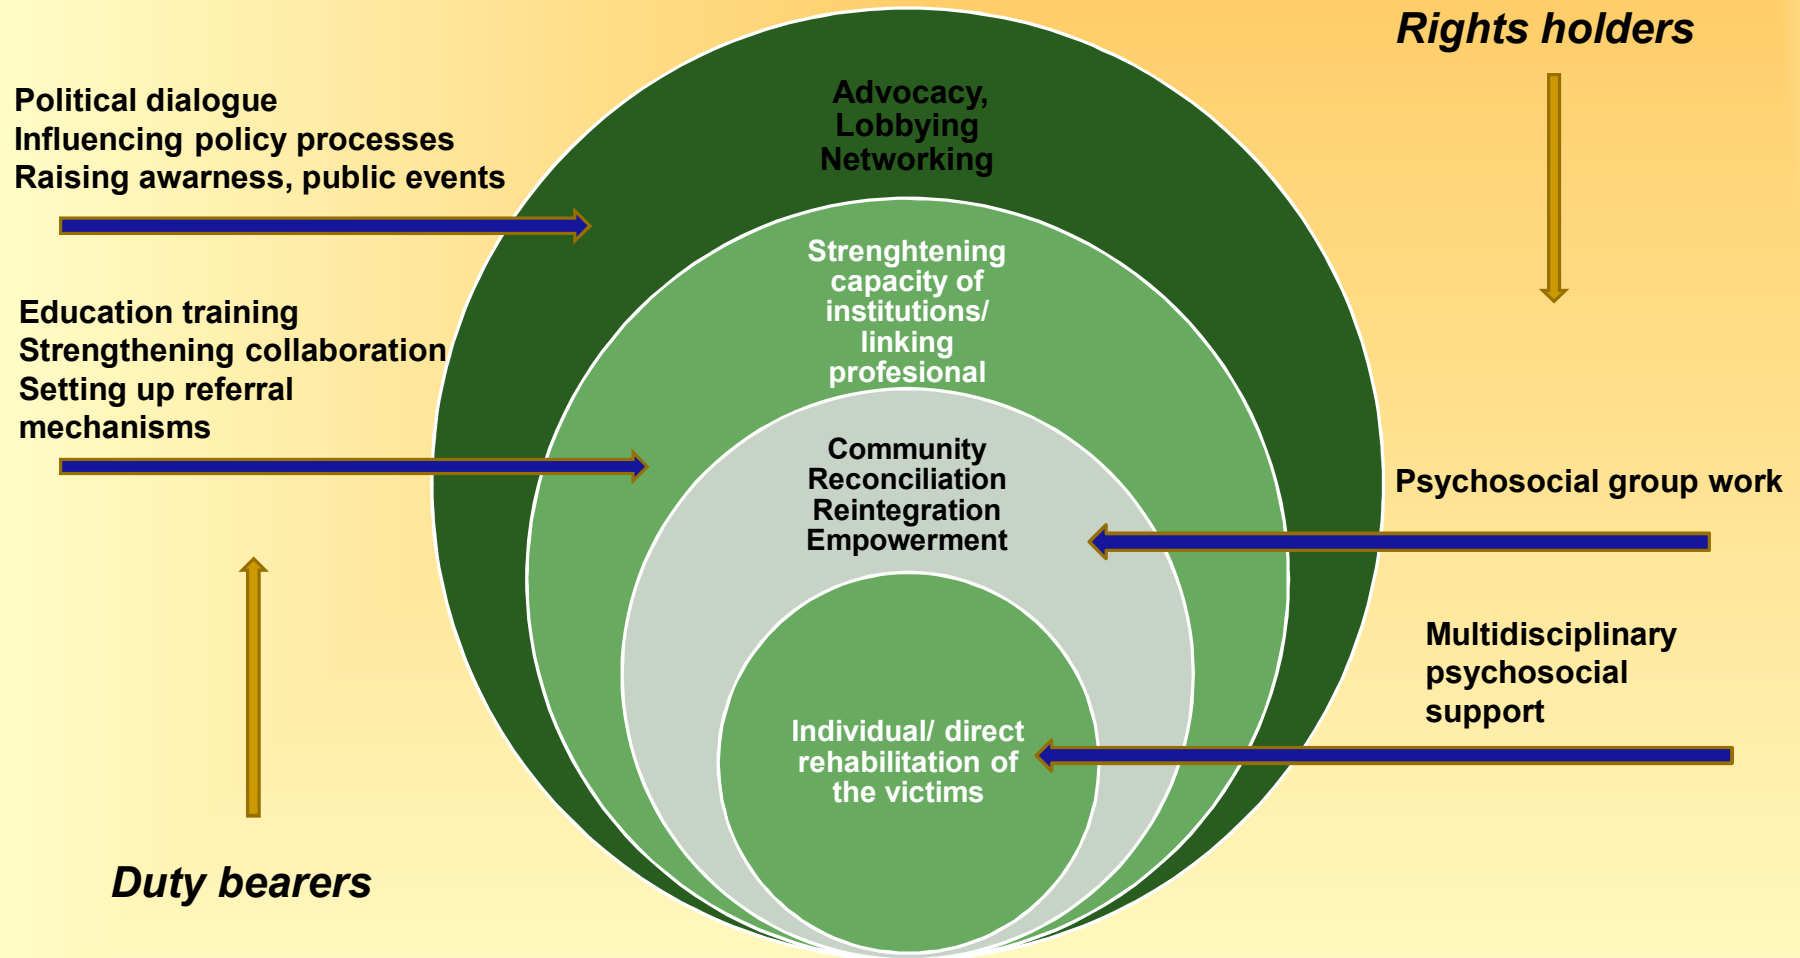 Rights holders
Political dialogue
Influencing policy processes
Raising awarness, public events
Advocacy,
Lobbying
Networking
Strenghtening
capacity of
institutions/
linking
profesional
Education training
Strengthening collaboration
Setting up referral
mechanisms
Community
Reconciliation
Reintegration
Empowerment
Psychosocial group work
Multidisciplinary
psychosocial
support
Individual/ direct
rehabilitation of
the victims
Duty bearers